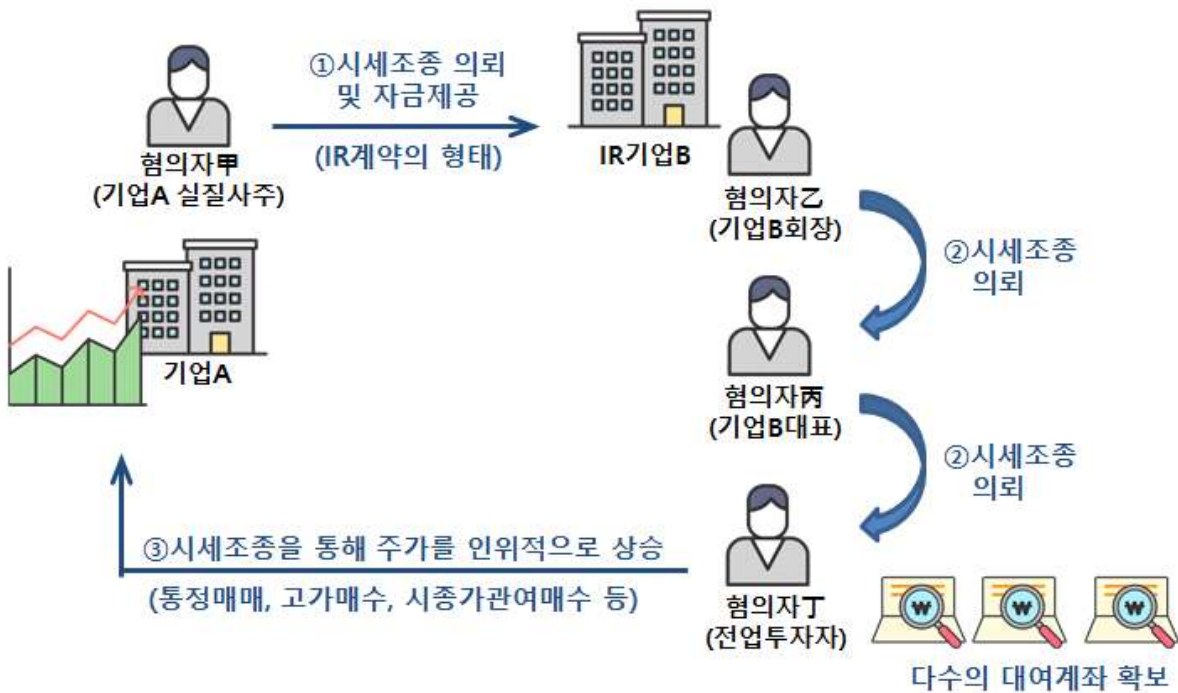 ①시세조종 의뢰
및 자금제공
(IR계약의 형태)
혐의자甲
(기업A 실질사주)
IR기업B
혐의자乙
(기업B회장)
②시세조종
의뢰
기업A
혐의자丙
(기업B대표)
②시세조종
의뢰
③시세조종을 통해 주가를 인위적으로 상승
(통정매매, 고가매수, 시종가관여매수 등)
혐의자丁
(전업투자자)
₩
₩
₩
다수의 대여계좌 확보